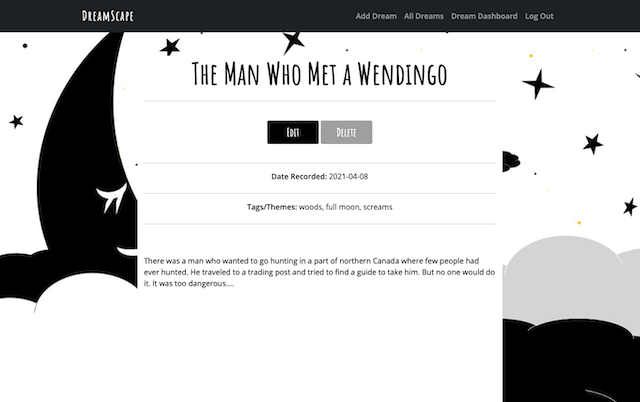 DreamScape
Add Dream All Dreams Dream Dashboard Log Out
The Man Who Met a Wendingo
Edit Delete
Date Recorded: 2021-04-08
Tags/Themes: woods, full moon, screams
There was a man who wanted to go hunting in a part of northern Canada where few people had
ever hunted. He traveled to a trading post and tried to find a guide to take him. But no one would do
it. It was too dangerous....